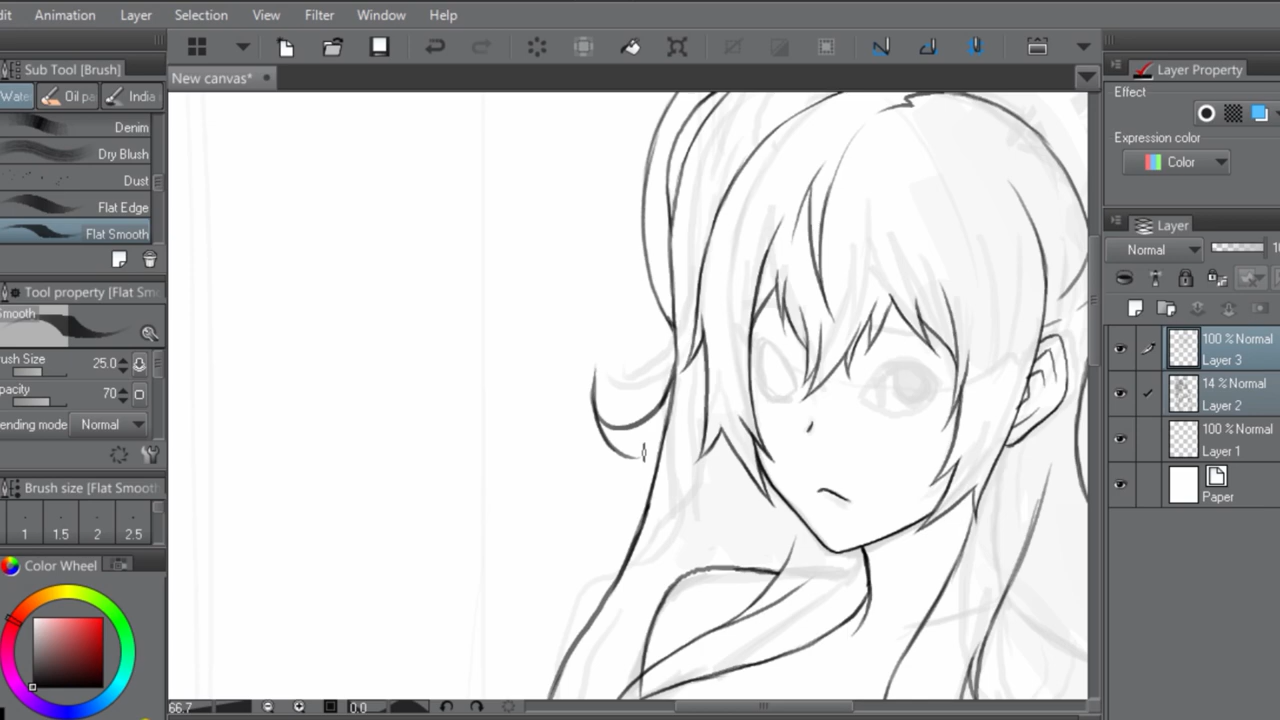 dit Animation Layer Selection View Filter Window Help
Sub Tool [Brush]
New canvas*
Layer Property
Wate Oil pa India
Effect
Denim
Expression color
Dry Blush
Color
Dust
Flat Edge
Layer
Flat Smooth
Normal
Tool property [Flat Smo
Smooth
100 % Normal
Layer 3
rush Size 25.0
14 % Normal
pacity 70
Layer 2
ending mode Normal
100 % Normal
Layer 1
Brush size [Flat Smooth
Paper
1 1.5 2 2.5
Color Wheel
66.7 0.0